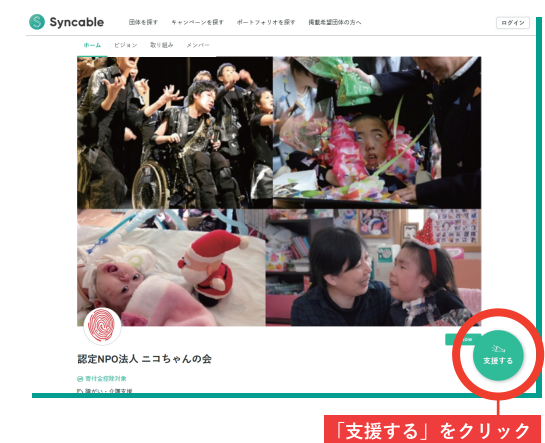 Syncable
団体を探す
キャンペーンを探す
ポートフォリオを探す
掲載希望団体の方へ
ログイン
ホーム
ビジョン
取り組み
メンバー
支援する
認定NPO法人 ニコちゃんの会
寄付金控除対象
障がい・介護支援
「支援する」をクリック